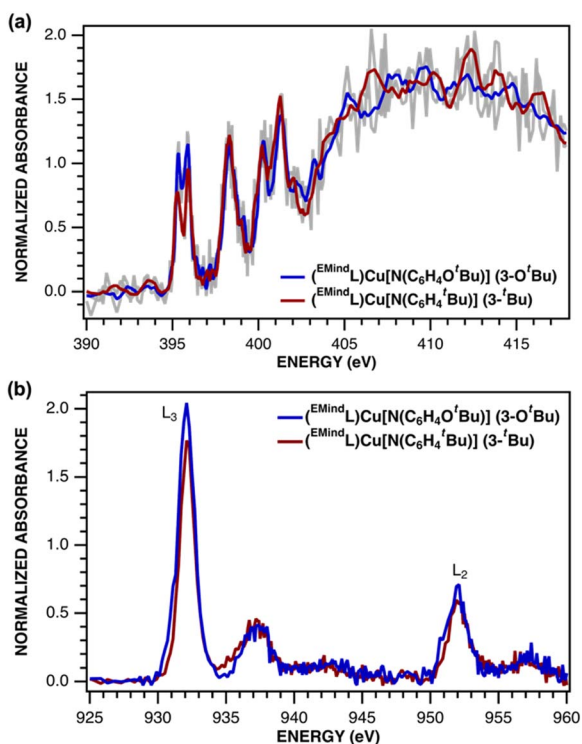 (a)
NORMALIZED ABSORBANCE
2.0
1.5
1.0
0.5
0.0
(ᴱᴹⁱⁿᵈL)Cu[N(C₆H₄OᵗBu)] (3-OᵗBu)
(ᴱᴹⁱⁿᵈL)Cu[N(C₆H₄ᵗBu)] (3-ᵗBu)
390 395 400 405 410 415
ENERGY (eV)
(b)
NORMALIZED ABSORBANCE
2.0
1.5
1.0
0.5
0.0
L₃
(ᴱᴹⁱⁿᵈL)Cu[N(C₆H₄OᵗBu)] (3-OᵗBu)
(ᴱᴹⁱⁿᵈL)Cu[N(C₆H₄ᵗBu)] (3-ᵗBu)
L₂
925 930 935 940 945 950 955 960
ENERGY (eV)